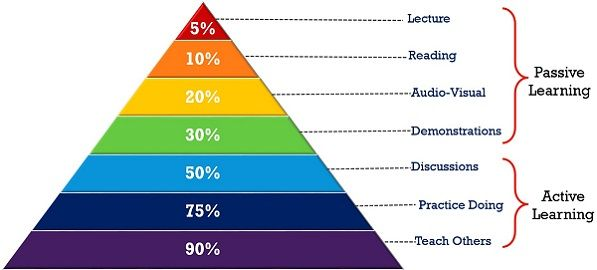 5%
Lecture
10%
Reading
20%
Audio-Visual
30%
Demonstrations
Passive
Learning
50%
Discussions
75%
Practice Doing
90%
Teach Others
Active
Learning